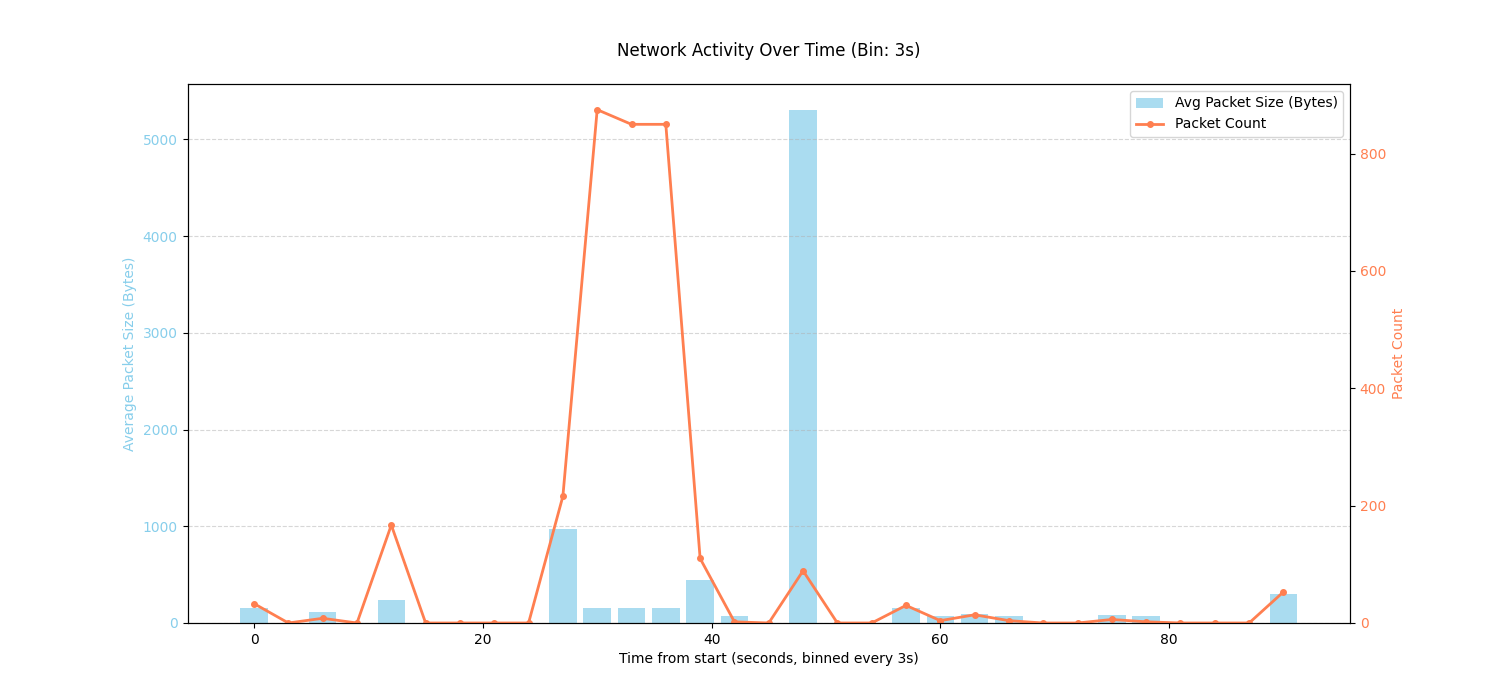 Network Activity Over Time (Bin: 3s)
Avg Packet Size (Bytes)
Packet Count
Average Packet Size (Bytes)
5000
4000
3000
2000
1000
0
800
600
400
200
0
Packet Count
0 20 40 60 80
Time from start (seconds, binned every 3s)